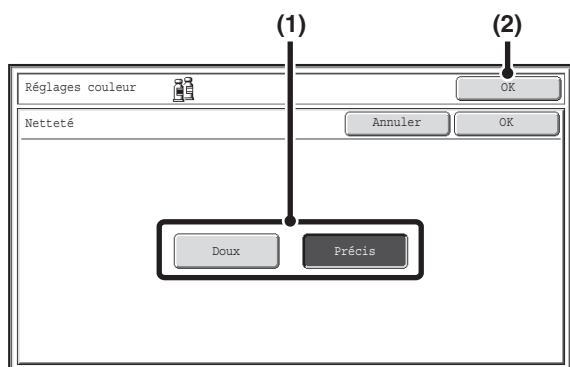 (1) (2)
Réglages couleur OK
Netteté Annuler OK
Doux Précis